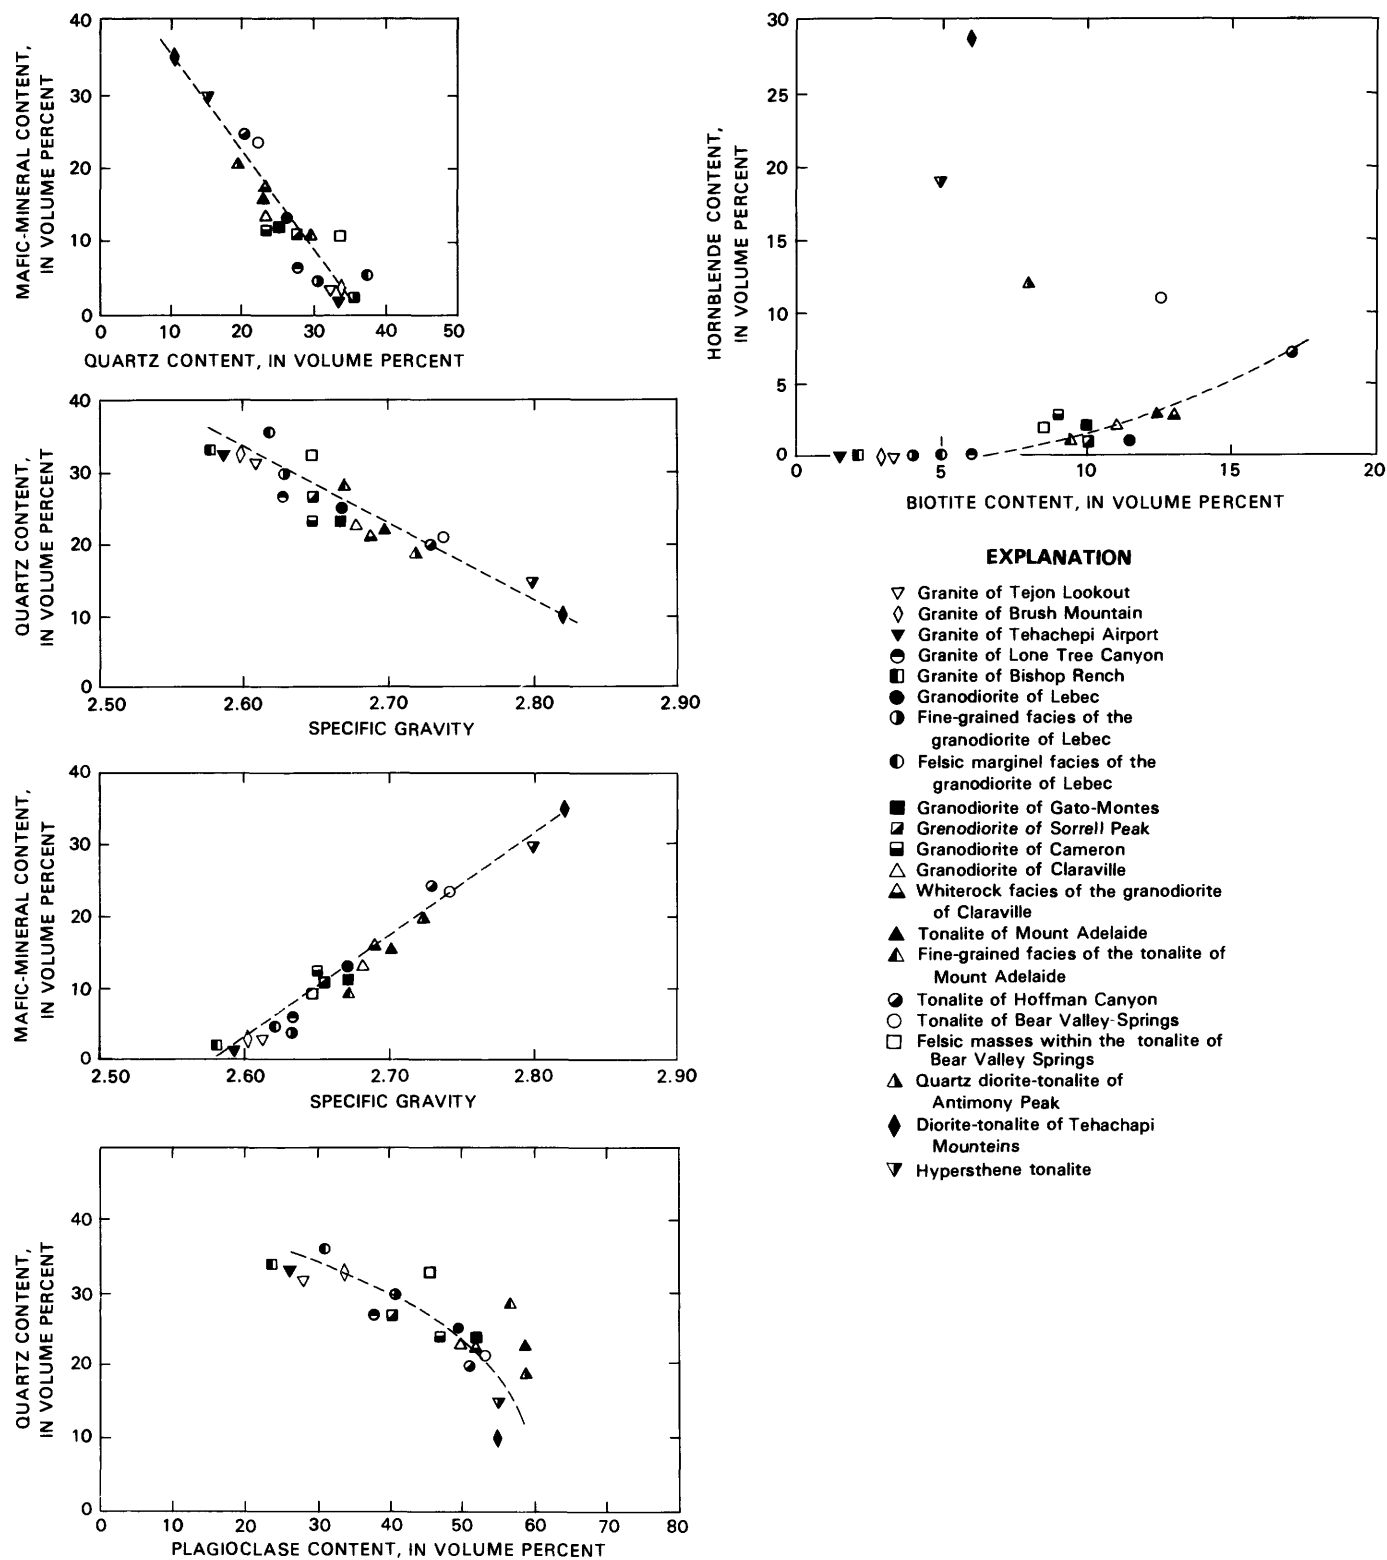 40
30
20
10
0
MAFIC-MINERAL CONTENT,
IN VOLUME PERCENT
0 10 20 30 40 50
QUARTZ CONTENT, IN VOLUME PERCENT
40
30
20
10
0
QUARTZ CONTENT,
IN VOLUME PERCENT
2.50 2.60 2.70 2.80 2.90
SPECIFIC GRAVITY
40
30
20
10
0
MAFIC-MINERAL CONTENT,
IN VOLUME PERCENT
2.50 2.60 2.70 2.80 2.90
SPECIFIC GRAVITY
40
30
20
10
0
QUARTZ CONTENT,
IN VOLUME PERCENT
0 10 20 30 40 50 60 70 80
PLAGIOCLASE CONTENT, IN VOLUME PERCENT
30
25
20
15
10
5
0
HORNBLENDE CONTENT,
IN VOLUME PERCENT
0 5 10 15 20
BIOTITE CONTENT, IN VOLUME PERCENT
EXPLANATION
Granite of Tejon Lookout
Granite of Brush Mountain
Granite of Tehachepi Airport
Granite of Lone Tree Canyon
Granite of Bishop Rench
Granodiorite of Lebec
Fine-grained facies of the
granodiorite of Lebec
Felsic marginel facies of the
granodiorite of Lebec
Granodiorite of Gato-Montes
Grenodiorite of Sorrell Peak
Granodiorite of Cameron
Granodiorite of Claraville
Whiterock facies of the granodiorite
of Claraville
Tonalite of Mount Adelaide
Fine-grained facies of the tonalite of
Mount Adelaide
Tonalite of Hoffman Canyon
Tonalite of Bear Valley-Springs
Felsic masses within the tonalite of
Bear Valley Springs
Quartz diorite-tonalite of
Antimony Peak
Diorite-tonalite of Tehachapi
Mounteins
Hypersthene tonalite